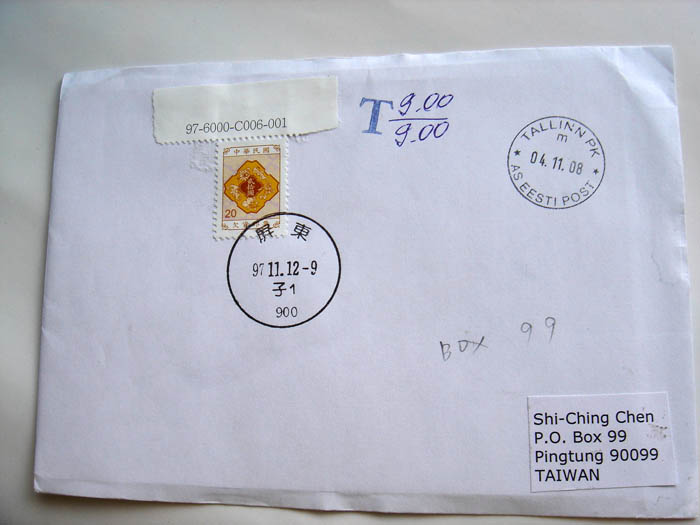 97-6000-C006-001
T 9.00
9.00
TALLINN PK
m
04.11.08
AS EESTI POST
中華民國
20
欠資
屏東
97.11.12-9
子1
900
BOX 99
Shi-Ching Chen
P.O. Box 99
Pingtung 90099
TAIWAN